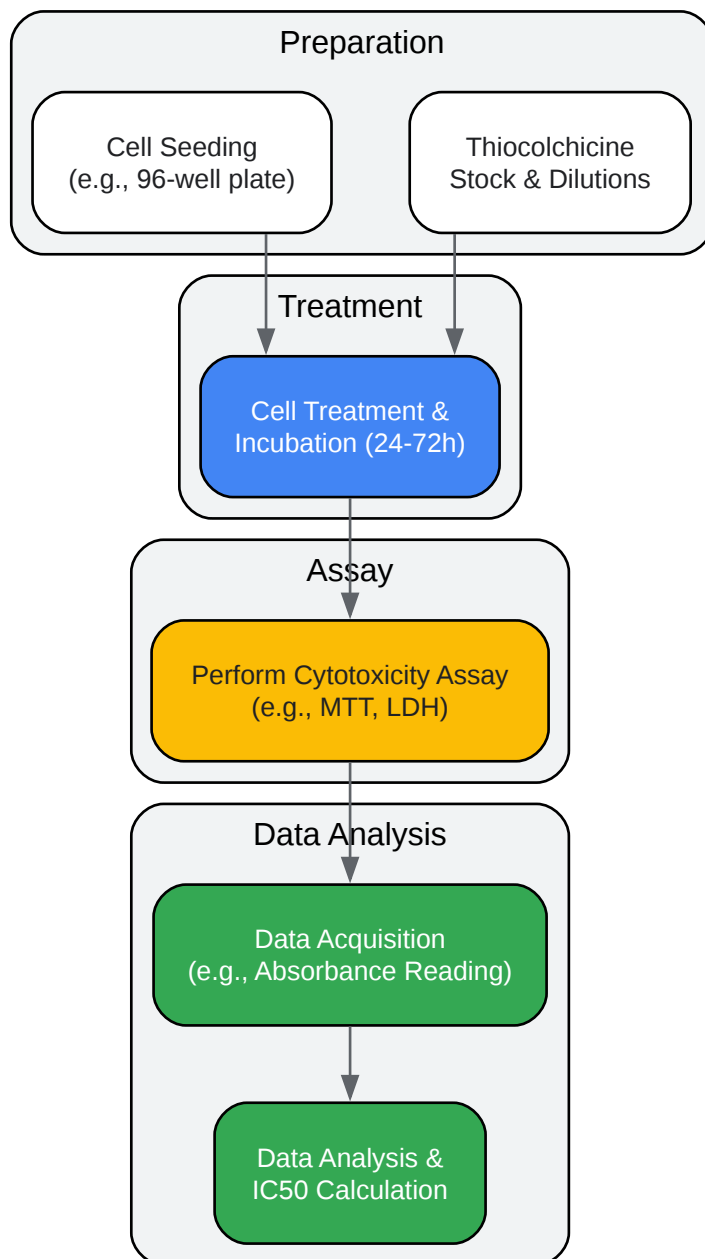 Preparation
Cell Seeding
(e.g., 96-well plate)
Thiocolchicine
Stock & Dilutions
Treatment
Cell Treatment &
Incubation (24-72h)
Assay
Perform Cytotoxicity Assay
(e.g., MTT, LDH)
Data Analysis
Data Acquisition
(e.g., Absorbance Reading)
Data Analysis &
IC50 Calculation